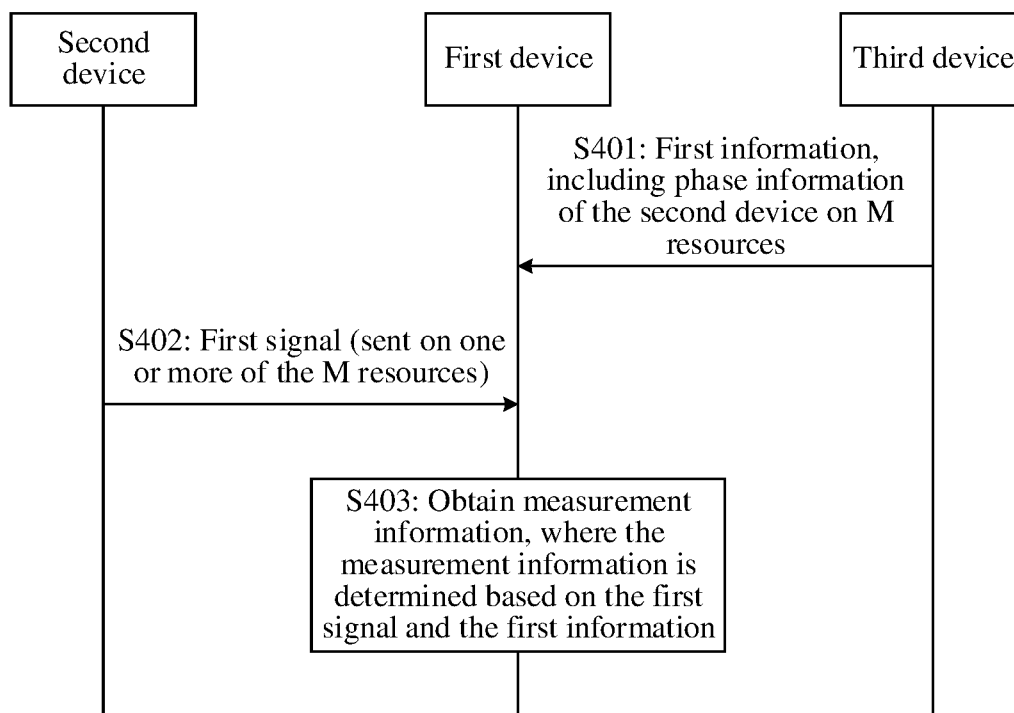 Second
device
First device
Third device
S401: First information,
including phase information
of the second device on M
resources
S402: First signal (sent on one
or more of the M resources)
S403: Obtain measurement
information, where the
measurement information is
determined based on the first
signal and the first information